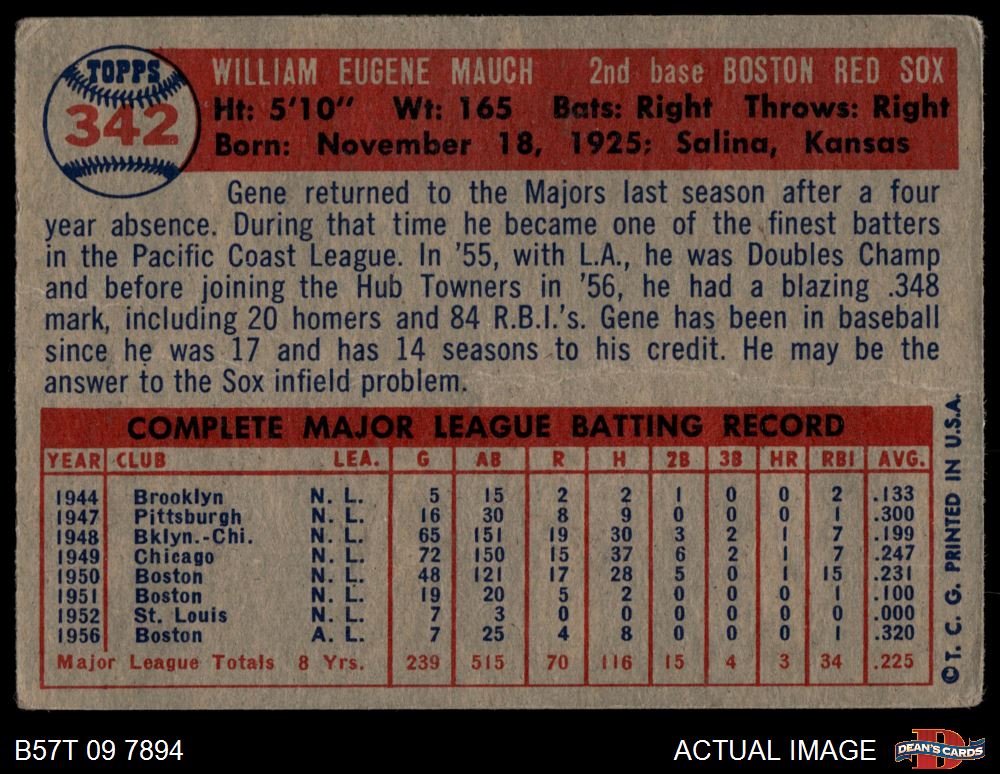 TOPPS
342
WILLIAM EUGENE MAUCH 2nd base BOSTON RED SOX
Ht: 5'10" Wt: 165 Bats: Right Throws: Right
Born: November 18, 1925; Salina, Kansas
Gene returned to the Majors last season after a four
year absence. During that time he became one of the finest batters
in the Pacific Coast League. In '55, with L.A., he was Doubles Champ
and before joining the Hub Towners in '56, he had a blazing .348
mark, including 20 homers and 84 R.B.I.'s. Gene has been in baseball
since he was 17 and has 14 seasons to his credit. He may be the
answer to the Sox infield problem.
COMPLETE MAJOR LEAGUE BATTING RECORD
YEAR CLUB LEA. G AB R H 2B 3B HR RBI AVG.
1944 Brooklyn N. L. 5 15 2 2 1 0 0 2 .133
1947 Pittsburgh N. L. 16 30 8 9 0 0 0 1 .300
1948 Bklyn.-Chi. N. L. 65 151 19 30 3 2 1 7 .199
1949 Chicago N. L. 72 150 15 37 6 2 1 7 .247
1950 Boston N. L. 48 121 17 28 5 0 1 15 .231
1951 Boston N. L. 19 20 5 2 0 0 0 1 .100
1952 St. Louis N. L. 7 3 0 0 0 0 0 0 .000
1956 Boston A. L. 7 25 4 8 0 0 0 1 .320
Major League Totals 8 Yrs. 239 515 70 116 15 4 3 34 .225
©T. C. G. PRINTED IN U.S.A.
B57T 09 7894
ACTUAL IMAGE
DEAN'S CARDS